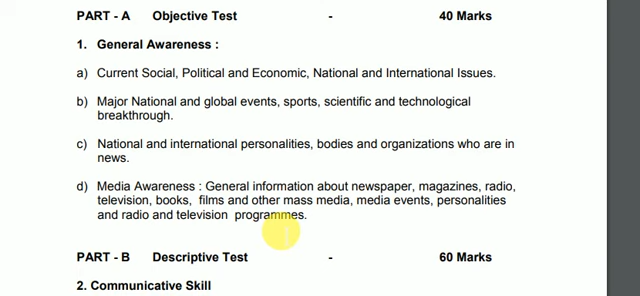 PART - A Objective Test - 40 Marks
1. General Awareness :
a) Current Social, Political and Economic, National and International Issues.
b) Major National and global events, sports, scientific and technological
breakthrough.
c) National and international personalities, bodies and organizations who are in
news.
d) Media Awareness : General information about newspaper, magazines, radio,
television, books, films and other mass media, media events, personalities
and radio and television programmes.
PART - B Descriptive Test - 60 Marks
2. Communicative Skill